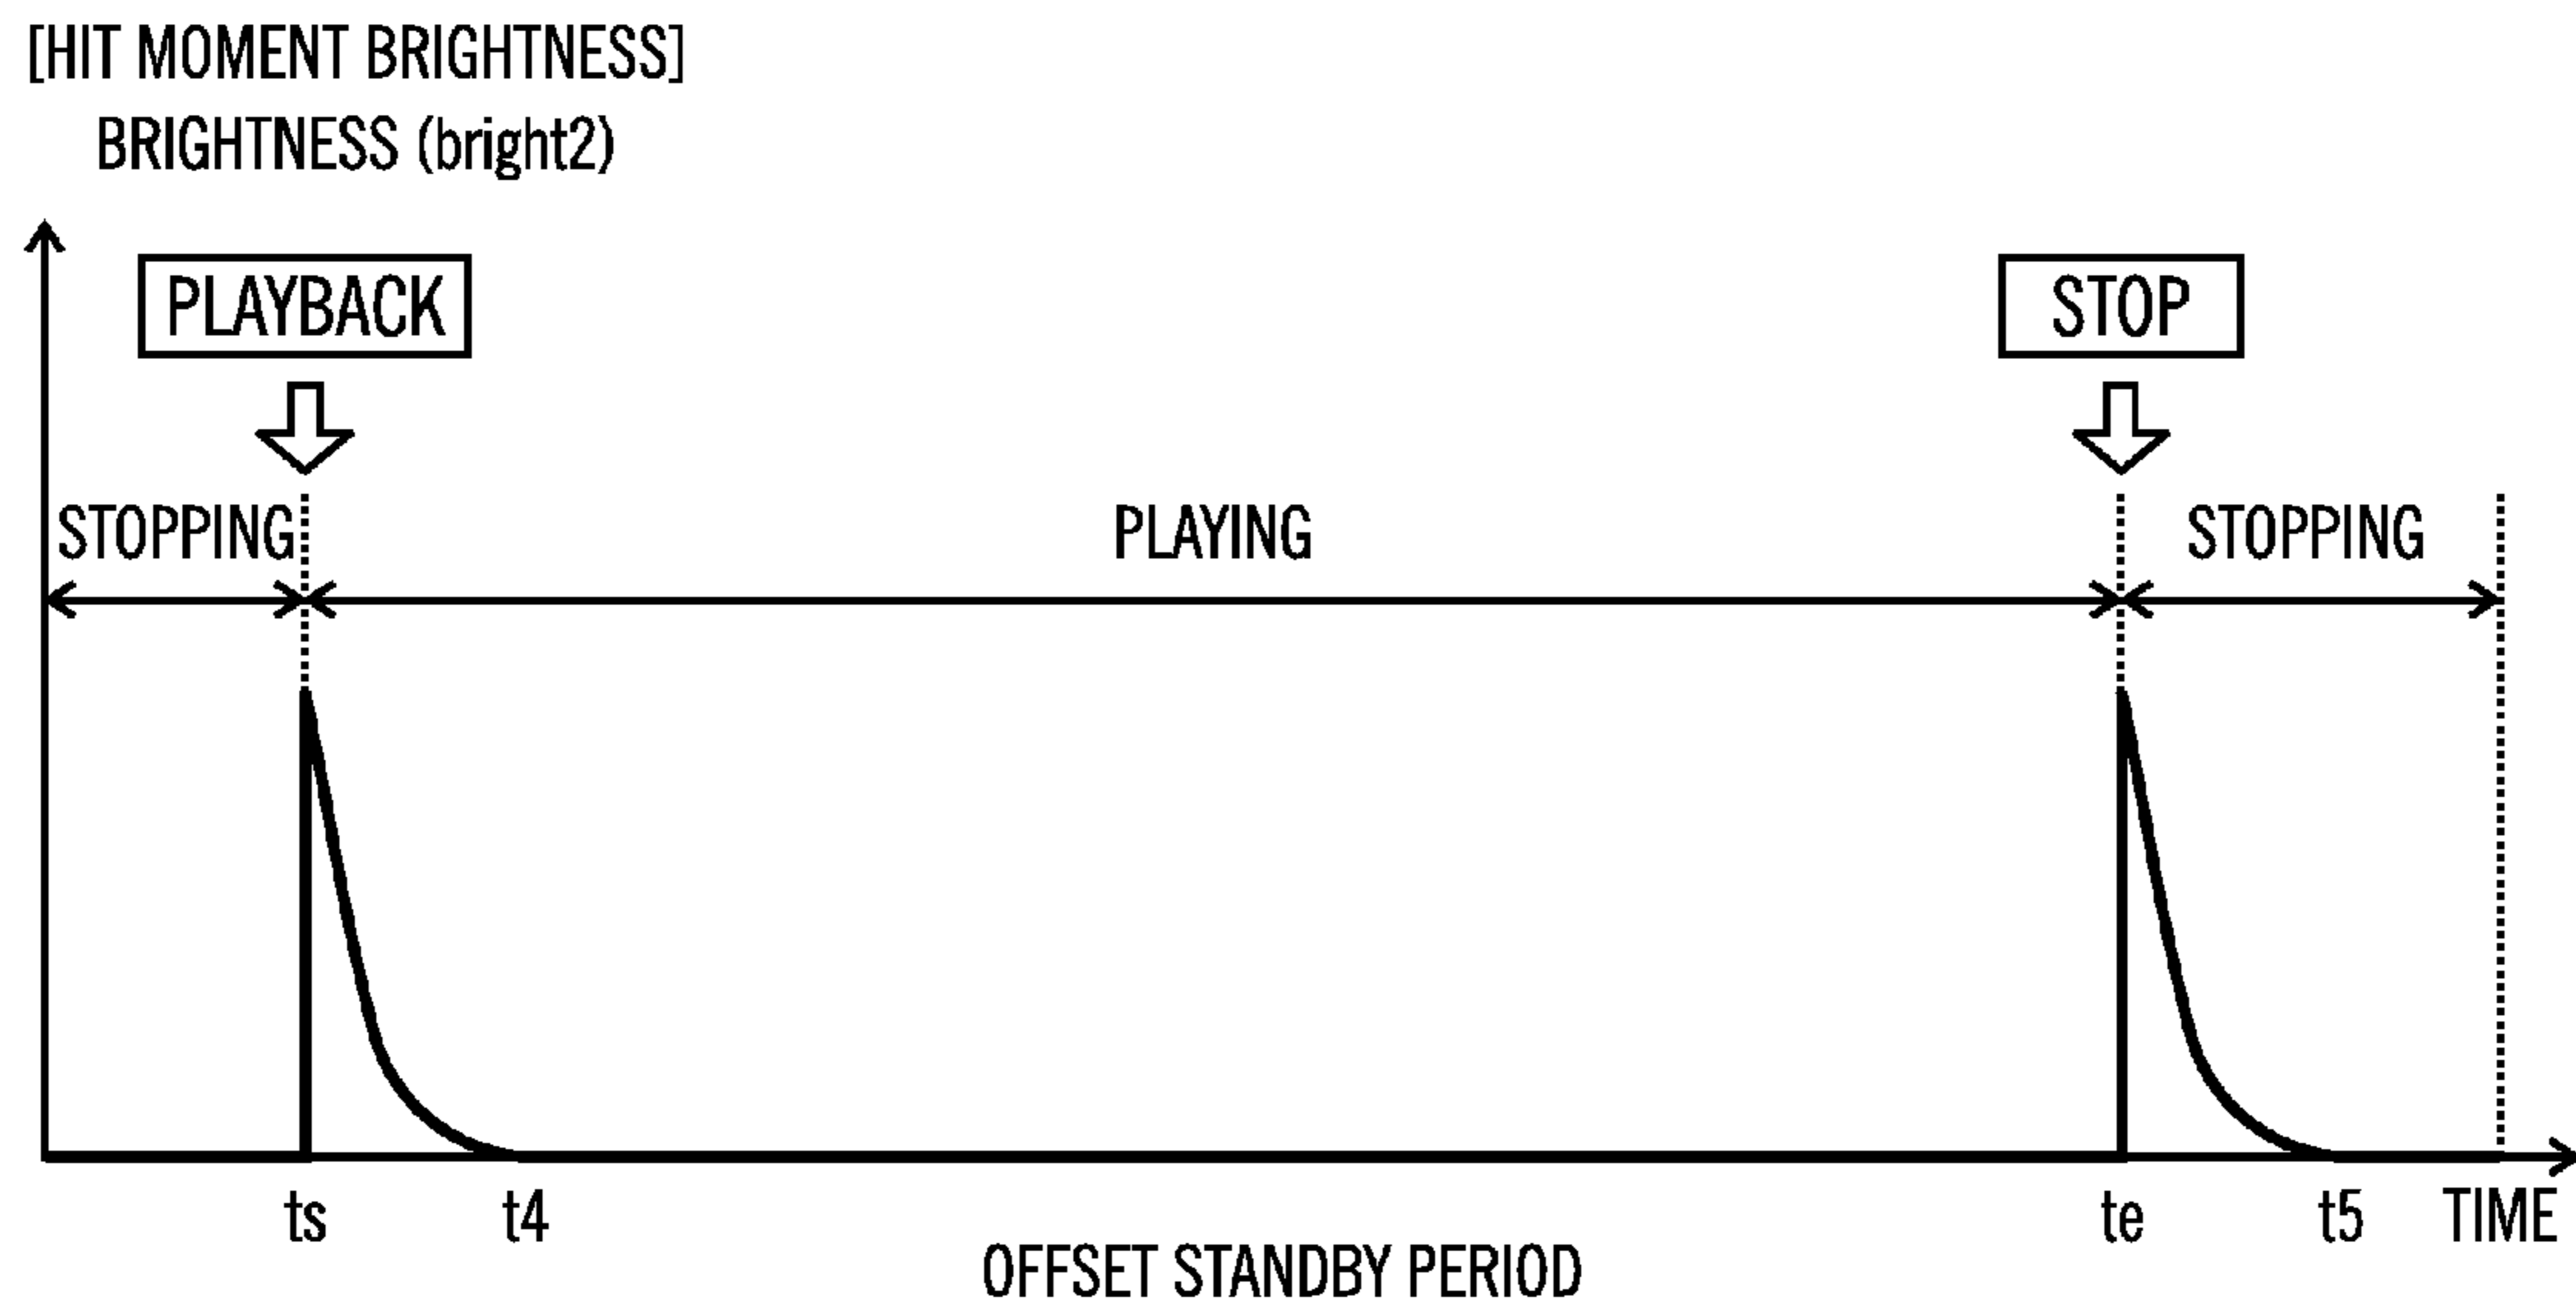 [HIT MOMENT BRIGHTNESS]
BRIGHTNESS (bright2)
PLAYBACK
STOP
STOPPING
PLAYING
STOPPING
ts
t4
te
t5
TIME
OFFSET STANDBY PERIOD